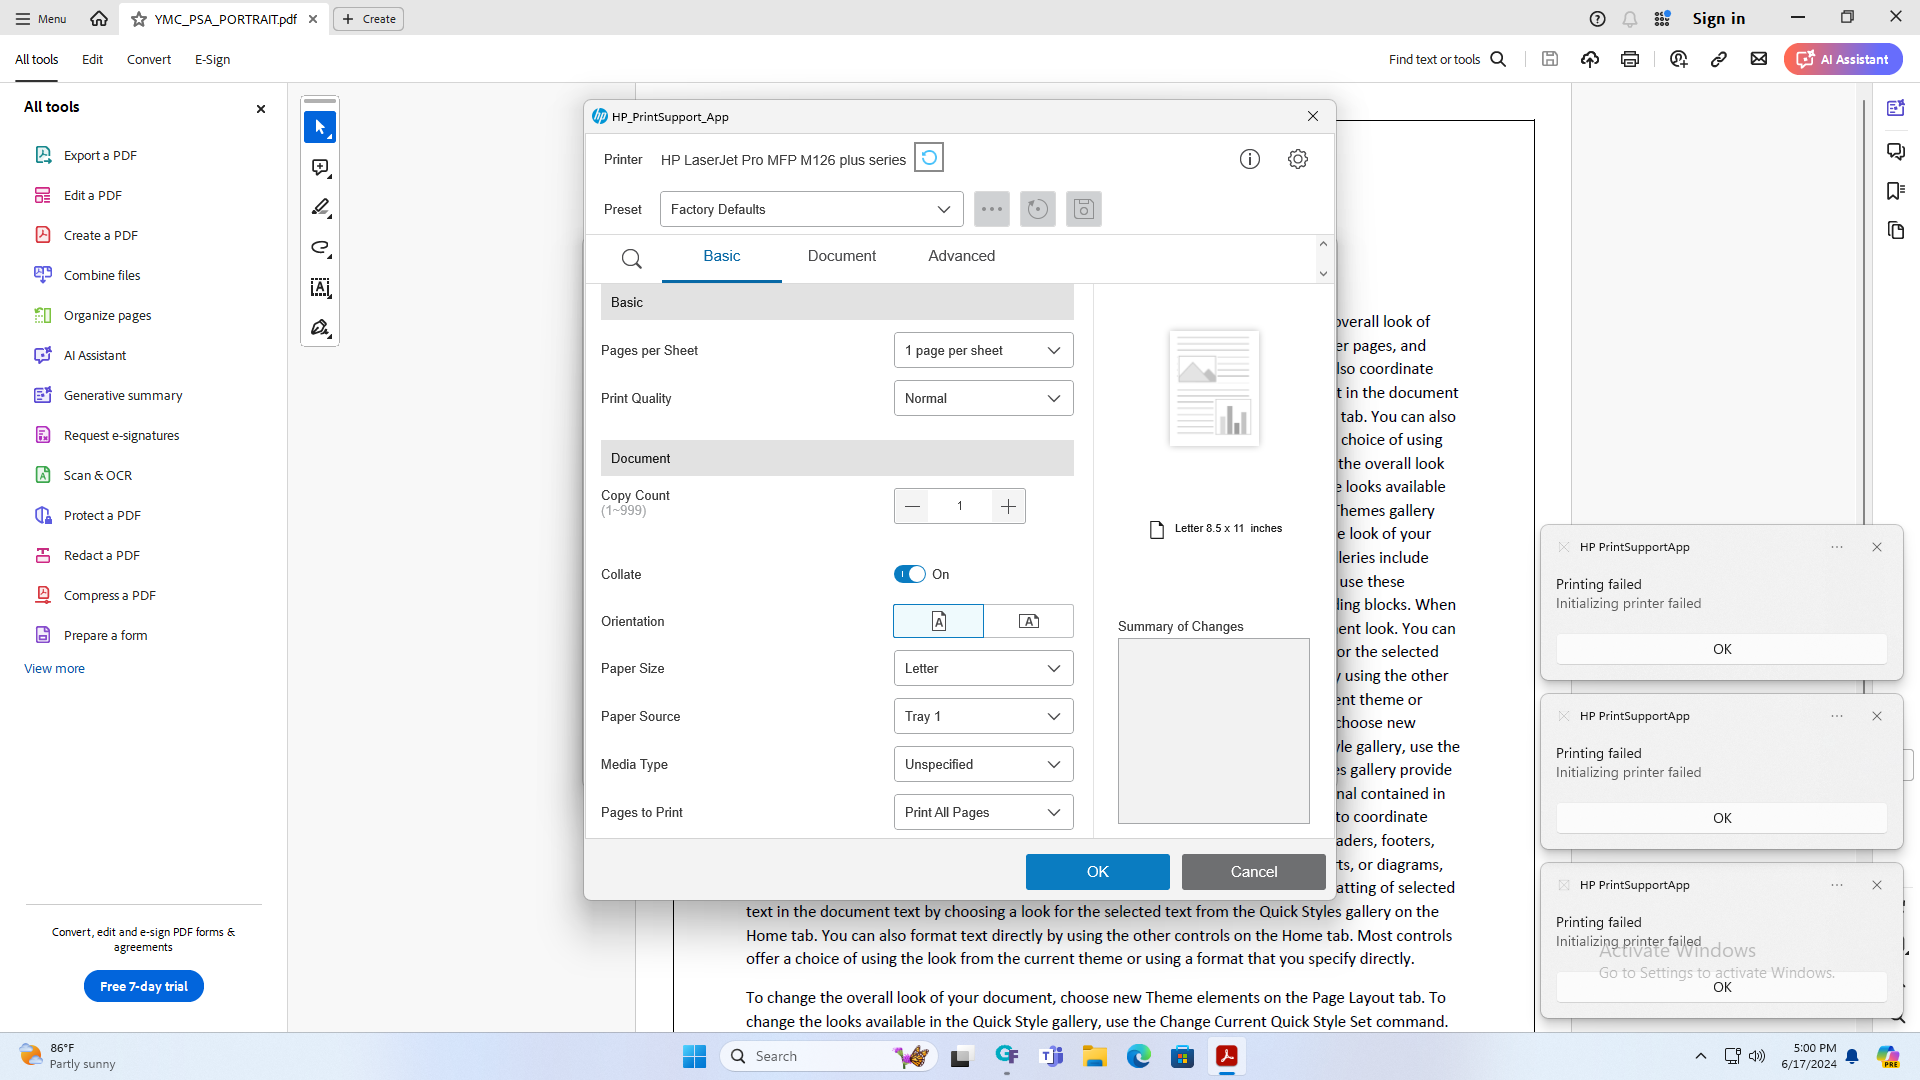 Menu
YMC_PSA_PORTRAIT.pdf
Create
Sign in
All tools
Edit
Convert
E-Sign
Find text or tools
AI Assistant
All tools
Export a PDF
Edit a PDF
Create a PDF
Combine files
Organize pages
AI Assistant
Generative summary
Request e-signatures
Scan & OCR
Protect a PDF
Redact a PDF
Compress a PDF
Prepare a form
View more
Convert, edit and e-sign PDF forms &
agreements
Free 7-day trial
HP_PrintSupport_App
Printer
HP LaserJet Pro MFP M126 plus series
Preset
Factory Defaults
Basic
Document
Advanced
Basic
Pages per Sheet
1 page per sheet
Print Quality
Normal
Document
Copy Count
(1~999)
1
Collate
On
Orientation
Paper Size
Letter
Paper Source
Tray 1
Media Type
Unspecified
Pages to Print
Print All Pages
Letter 8.5 x 11 inches
Summary of Changes
OK
Cancel
overall look of
er pages, and
lso coordinate
t in the document
tab. You can also
choice of using
the overall look
e looks available
Themes gallery
e look of your
lleries include
use these
ling blocks. When
ent look. You can
or the selected
y using the other
ent theme or
choose new
yle gallery, use the
es gallery provide
nal contained in
to coordinate
aders, footers,
rts, or diagrams,
atting of selected
text in the document text by choosing a look for the selected text from the Quick Styles gallery on the
Home tab. You can also format text directly by using the other controls on the Home tab. Most controls
offer a choice of using the look from the current theme or using a format that you specify directly.
To change the overall look of your document, choose new Theme elements on the Page Layout tab. To
change the looks available in the Quick Style gallery, use the Change Current Quick Style Set command.
HP PrintSupportApp
Printing failed
Initializing printer failed
OK
HP PrintSupportApp
Printing failed
Initializing printer failed
OK
HP PrintSupportApp
Printing failed
Initializing printer failed
Activate Windows
Go to Settings to activate Windows.
OK
86°F
Partly sunny
Search
5:00 PM
6/17/2024
PRE